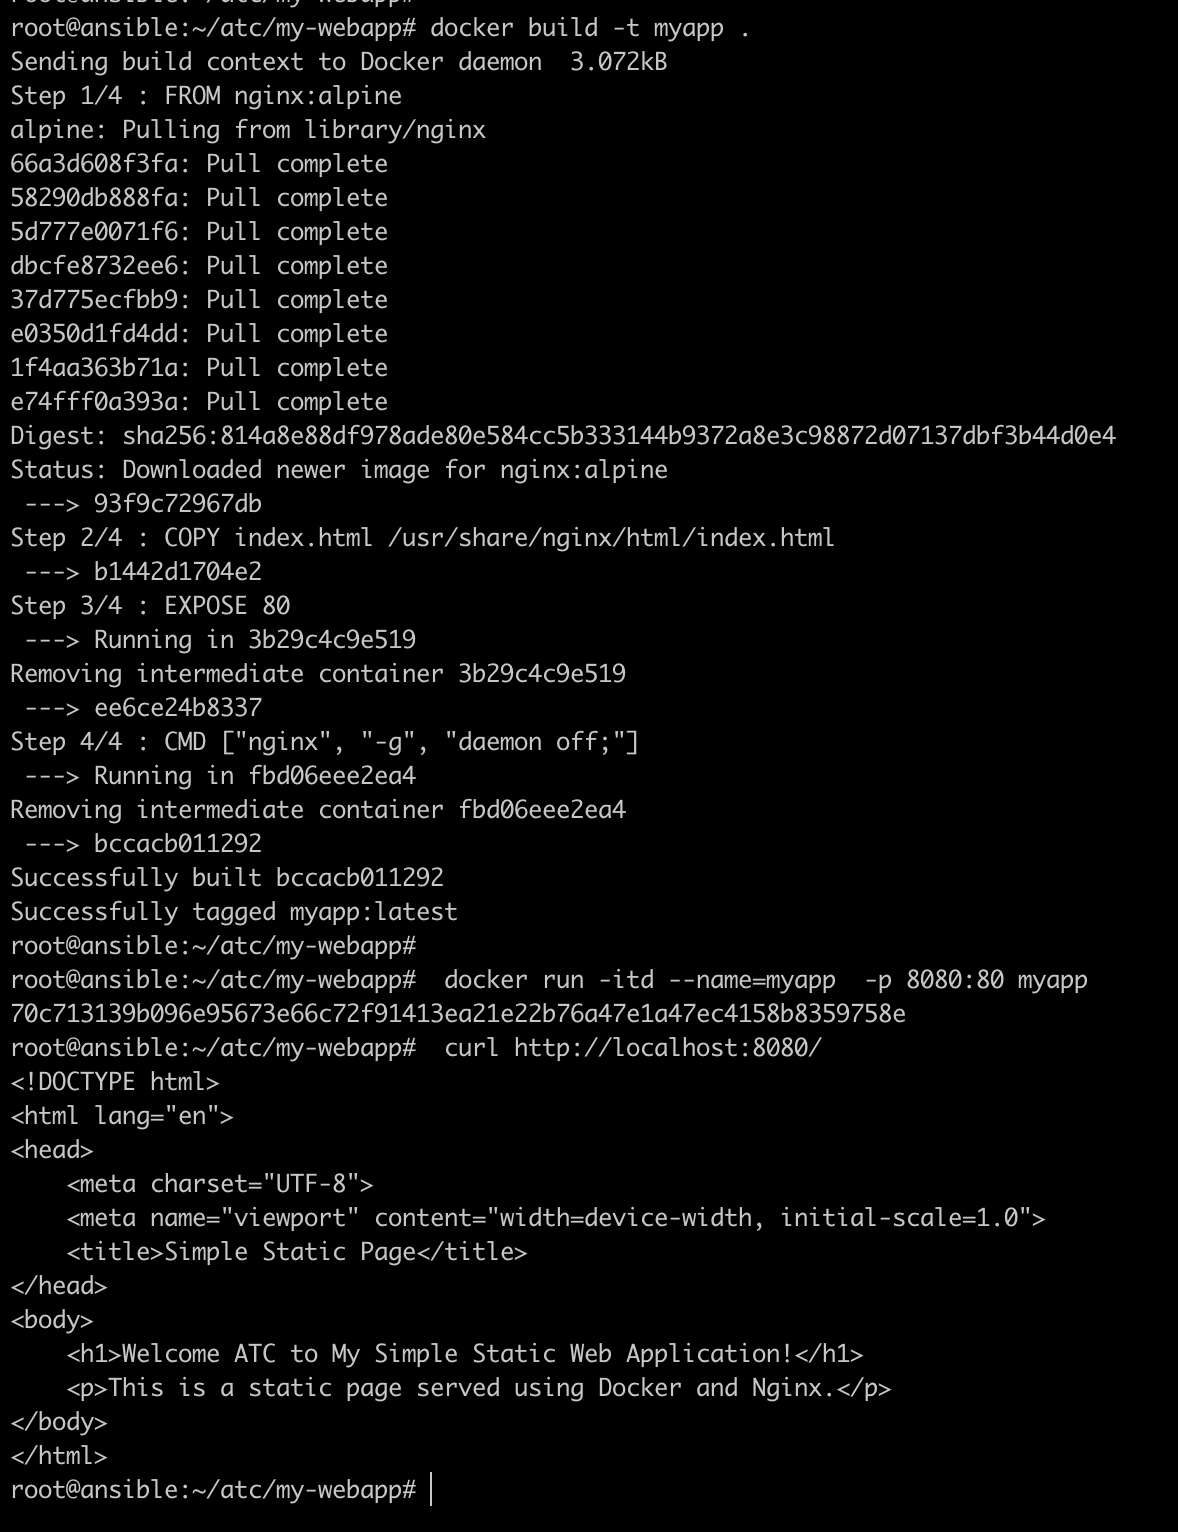 root@ansible:~/atc/my-webapp#
root@ansible:~/atc/my-webapp# docker build -t myapp .
Sending build context to Docker daemon  3.072kB
Step 1/4 : FROM nginx:alpine
alpine: Pulling from library/nginx
66a3d608f3fa: Pull complete
58290db888fa: Pull complete
5d777e0071f6: Pull complete
dbcfe8732ee6: Pull complete
37d775ecfbb9: Pull complete
e0350d1fd4dd: Pull complete
1f4aa363b71a: Pull complete
e74fff0a393a: Pull complete
Digest: sha256:814a8e88df978ade80e584cc5b333144b9372a8e3c98872d07137dbf3b44d0e4
Status: Downloaded newer image for nginx:alpine
 ---> 93f9c72967db
Step 2/4 : COPY index.html /usr/share/nginx/html/index.html
 ---> b1442d1704e2
Step 3/4 : EXPOSE 80
 ---> Running in 3b29c4c9e519
Removing intermediate container 3b29c4c9e519
 ---> ee6ce24b8337
Step 4/4 : CMD ["nginx", "-g", "daemon off;"]
 ---> Running in fbd06eee2ea4
Removing intermediate container fbd06eee2ea4
 ---> bccacb011292
Successfully built bccacb011292
Successfully tagged myapp:latest
root@ansible:~/atc/my-webapp#
root@ansible:~/atc/my-webapp#  docker run -itd --name=myapp  -p 8080:80 myapp
70c713139b096e95673e66c72f91413ea21e22b76a47e1a47ec4158b8359758e
root@ansible:~/atc/my-webapp#  curl http://localhost:8080/
<!DOCTYPE html>
<html lang="en">
<head>
    <meta charset="UTF-8">
    <meta name="viewport" content="width=device-width, initial-scale=1.0">
    <title>Simple Static Page</title>
</head>
<body>
    <h1>Welcome ATC to My Simple Static Web Application!</h1>
    <p>This is a static page served using Docker and Nginx.</p>
</body>
</html>
root@ansible:~/atc/my-webapp#